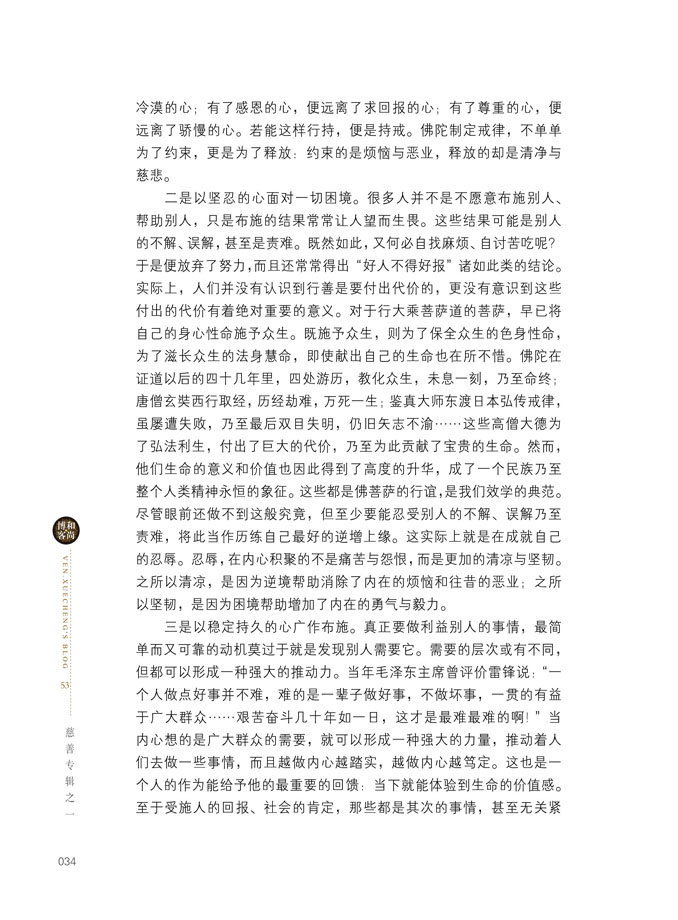 冷漠的心；有了感恩的心，便远离了求回报的心；有了尊重的心，便
远离了骄慢的心。若能这样行持，便是持戒。佛陀制定戒律，不单单
为了约束，更是为了释放：约束的是烦恼与恶业，释放的却是清净与
慈悲。
二是以坚忍的心面对一切困境。很多人并不是不愿意布施别人、
帮助别人，只是布施的结果常常让人望而生畏。这些结果可能是别人
的不解、误解，甚至是责难。既然如此，又何必自找麻烦、自讨苦吃呢？
于是便放弃了努力，而且还常常得出“好人不得好报”诸如此类的结论。
实际上，人们并没有认识到行善是要付出代价的，更没有意识到这些
付出的代价有着绝对重要的意义。对于行大乘菩萨道的菩萨，早已将
自己的身心性命施予众生。既施予众生，则为了保全众生的色身性命，
为了滋长众生的法身慧命，即使献出自己的生命也在所不惜。佛陀在
证道以后的四十几年里，四处游历，教化众生，未息一刻，乃至命终；
唐僧玄奘西行取经，历经劫难，万死一生；鉴真大师东渡日本弘传戒律，
虽屡遭失败，乃至最后双目失明，仍旧矢志不渝……这些高僧大德为
了弘法利生，付出了巨大的代价，乃至为此贡献了宝贵的生命。然而，
他们生命的意义和价值也因此得到了高度的升华，成了一个民族乃至
整个人类精神永恒的象征。这些都是佛菩萨的行谊，是我们效学的典范。
尽管眼前还做不到这般究竟，但至少要能忍受别人的不解、误解乃至
责难，将此当作历练自己最好的逆增上缘。这实际上就是在成就自己
的忍辱。忍辱，在内心积聚的不是痛苦与怨恨，而是更加的清凉与坚韧。
之所以清凉，是因为逆境帮助消除了内在的烦恼和往昔的恶业；之所
以坚韧，是因为困境帮助增加了内在的勇气与毅力。
三是以稳定持久的心广作布施。真正要做利益别人的事情，最简
单而又可靠的动机莫过于就是发现别人需要它。需要的层次或有不同，
但都可以形成一种强大的推动力。当年毛泽东主席曾评价雷锋说：“一
个人做点好事并不难，难的是一辈子做好事，不做坏事，一贯的有益
于广大群众……艰苦奋斗几十年如一日，这才是最难最难的啊！”当
内心想的是广大群众的需要，就可以形成一种强大的力量，推动着人
们去做一些事情，而且越做内心越踏实，越做内心越笃定。这也是一
个人的作为能给予他的最重要的回馈：当下就能体验到生命的价值感。
至于受施人的回报、社会的肯定，那些都是其次的事情，甚至无关紧
和尚博客
VEN.XUECHENG'S BLOG
53
慈善专辑之一
034